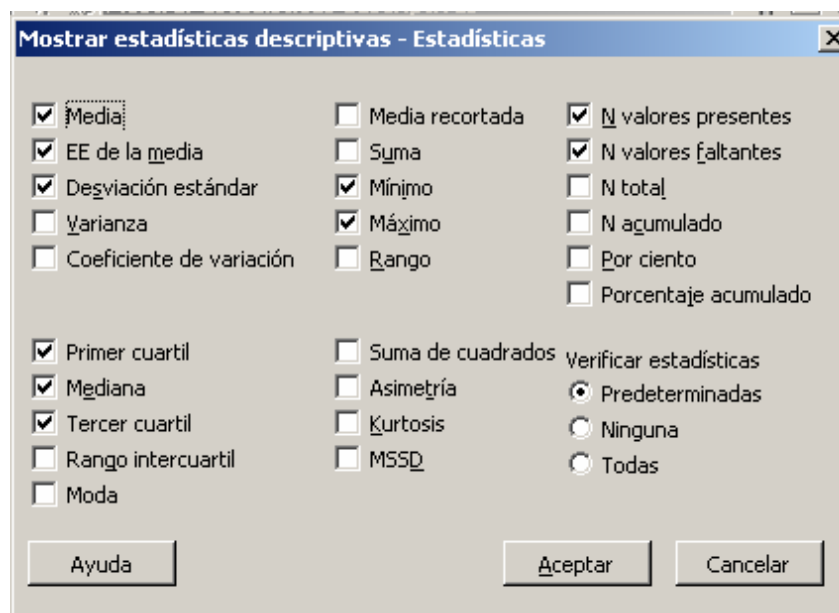 Mostrar estadísticas descriptivas - Estadísticas
Media
EE de la media
Desviación estándar
Varianza
Coeficiente de variación
Media recortada
Suma
Mínimo
Máximo
Rango
N valores presentes
N valores faltantes
N total
N acumulado
Por ciento
Porcentaje acumulado
Primer cuartil
Mediana
Tercer cuartil
Rango intercuartil
Moda
Suma de cuadrados
Asimetría
Kurtosis
MSSD
Verificar estadísticas
Predeterminadas
Ninguna
Todas
Ayuda
Aceptar
Cancelar